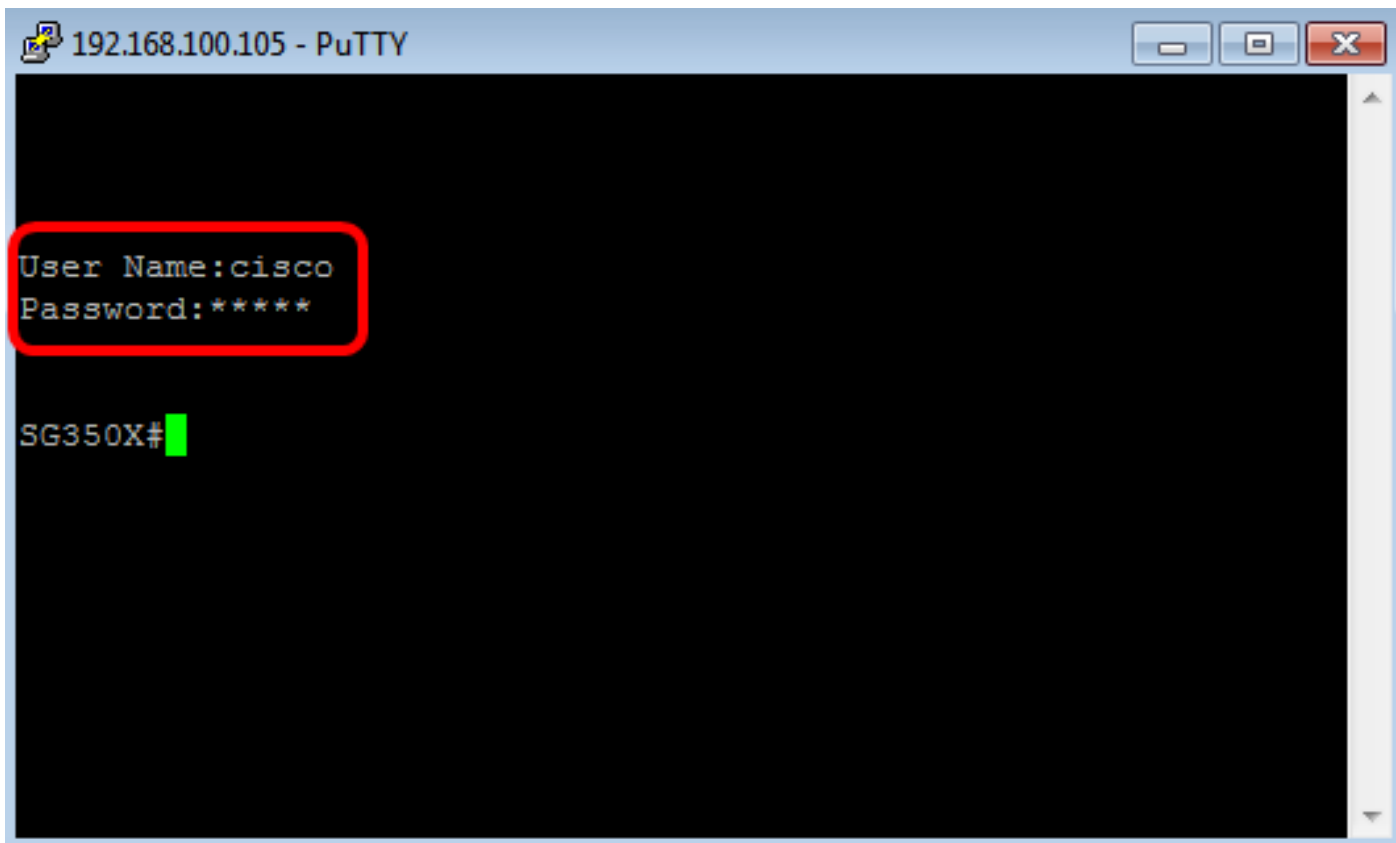 192.168.100.105 - PuTTY
User Name:cisco
Password:*****
SG350X#